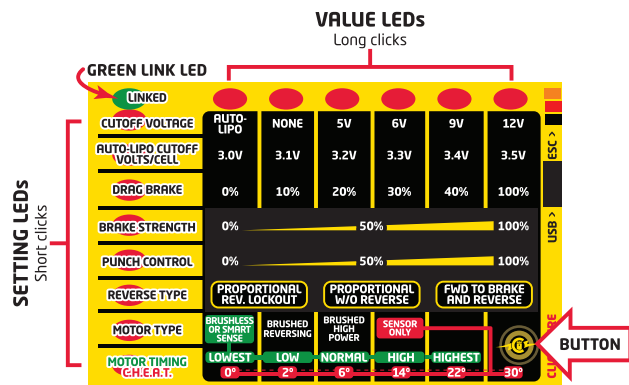 VALUE LEDs
Long clicks
GREEN LINK LED
LINKED
CUTOFF VOLTAGE AUTO-LIPO NONE 5V 6V 9V 12V
AUTO-LIPO CUTOFF VOLTS/CELL 3.0V 3.1V 3.2V 3.3V 3.4V 3.5V
DRAG BRAKE 0% 10% 20% 30% 40% 100%
BRAKE STRENGTH 0% 50% 100%
PUNCH CONTROL 0% 50% 100%
REVERSE TYPE PROPORTIONAL REV. LOCKOUT PROPORTIONAL W/O REVERSE FWD TO BRAKE AND REVERSE
MOTOR TYPE BRUSHLESS OR SMART SENSE BRUSHED REVERSING BRUSHED HIGH POWER SENSOR ONLY
MOTOR TIMING LOWEST LOW NORMAL HIGH HIGHEST
C.H.E.A.T. 0° 2° 6° 14° 22° 30°
SETTING LEDs
Short clicks
ESC >
USB >
BUTTON